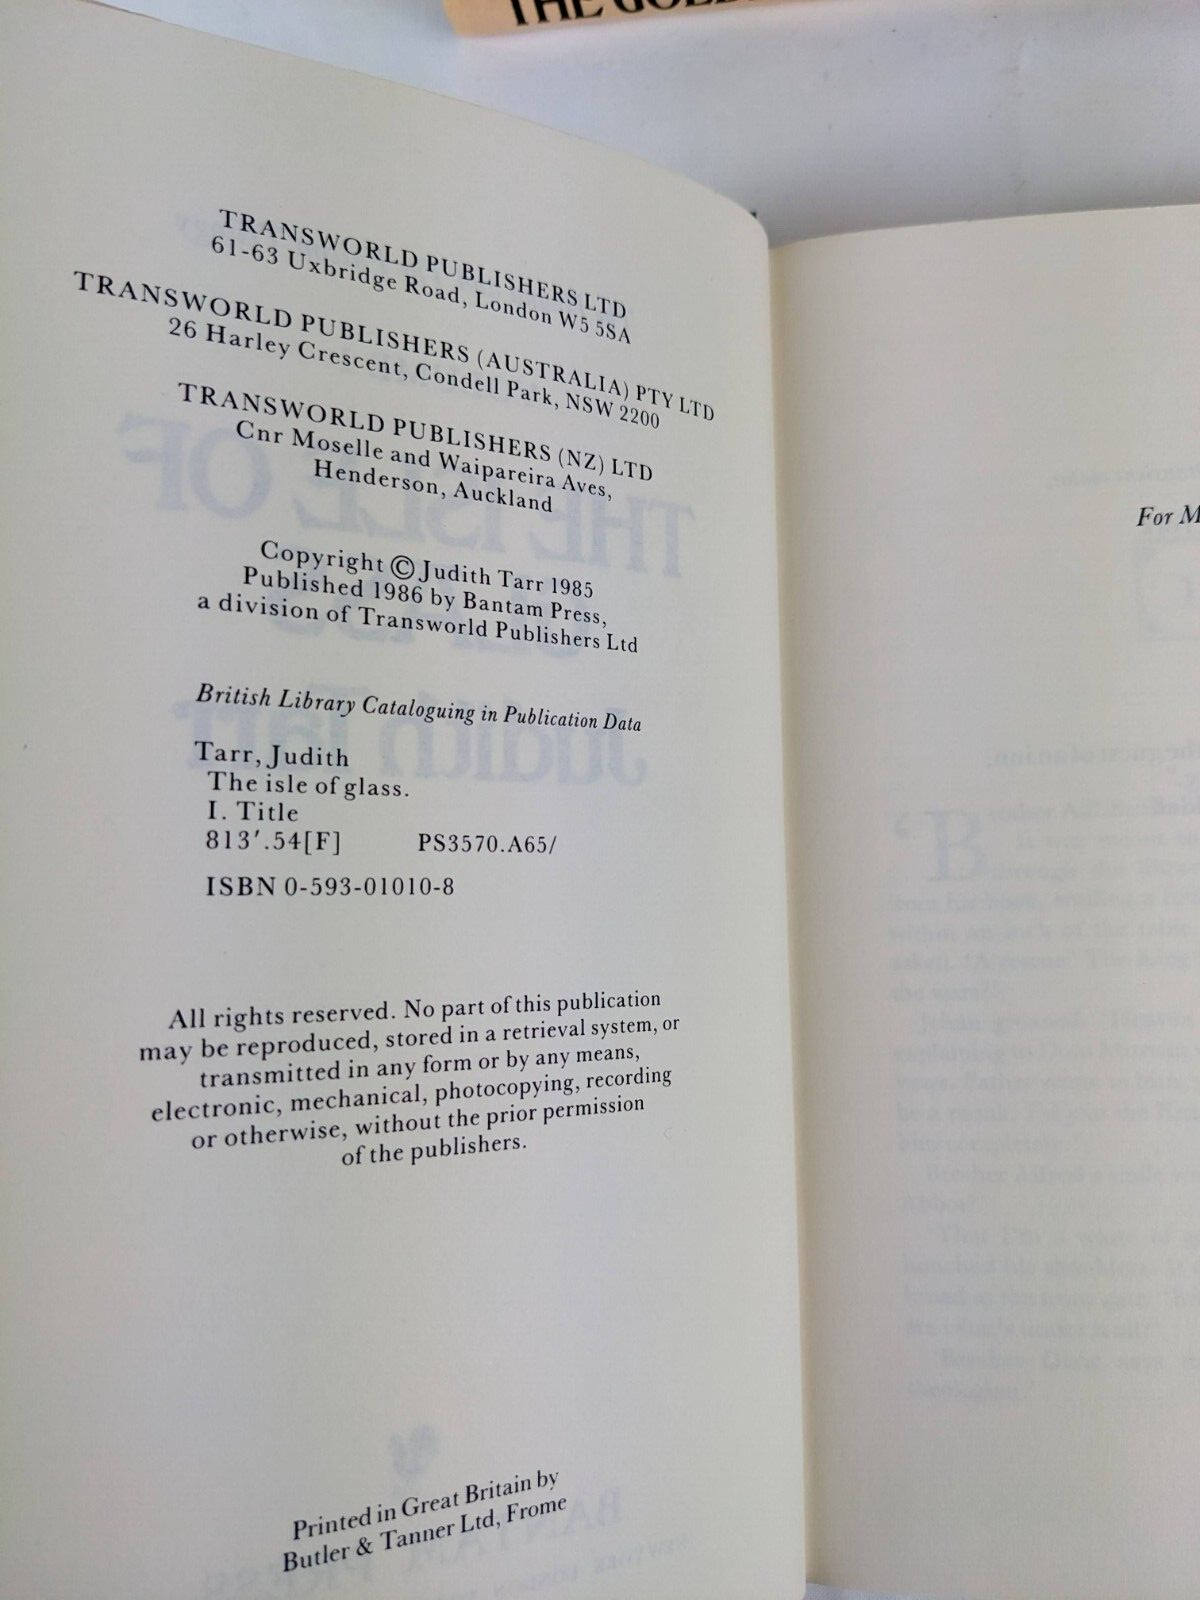 THE GOLD
TRANSWORLD PUBLISHERS LTD
61-63 Uxbridge Road, London W5 5SA
TRANSWORLD PUBLISHERS (AUSTRALIA) PTY LTD
26 Harley Crescent, Condell Park, NSW 2200
TRANSWORLD PUBLISHERS (NZ) LTD
Cnr Moselle and Waipareira Aves,
Henderson, Auckland
Copyright © Judith Tarr 1985
Published 1986 by Bantam Press,
a division of Transworld Publishers Ltd
British Library Cataloguing in Publication Data
Tarr, Judith
The isle of glass.
I. Title
813'.54[F] PS3570.A65/
ISBN 0-593-01010-8
All rights reserved. No part of this publication
may be reproduced, stored in a retrieval system, or
transmitted in any form or by any means,
electronic, mechanical, photocopying, recording
or otherwise, without the prior permission
of the publishers.
Printed in Great Britain by
Butler & Tanner Ltd, Frome
For M